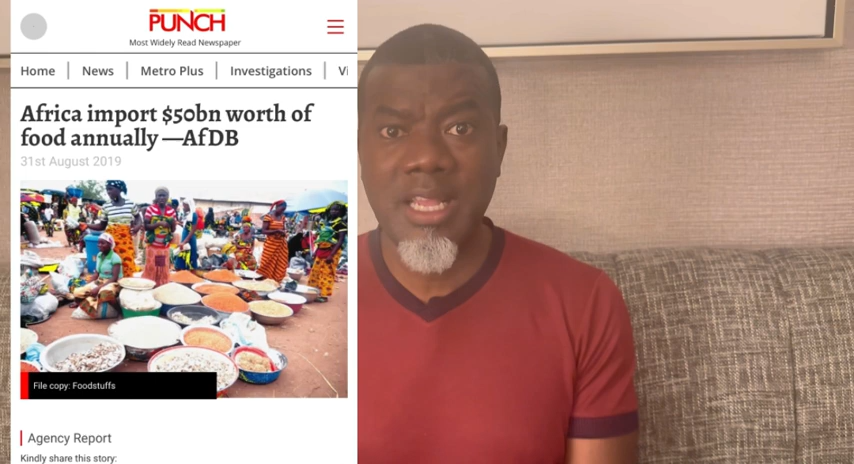 PUNCH
Most Widely Read Newspaper
Home | News | Metro Plus | Investigations | Vi
Africa import $50bn worth of
food annually —AfDB
31st August 2019
File copy: Foodstuffs
Agency Report
Kindly share this story: